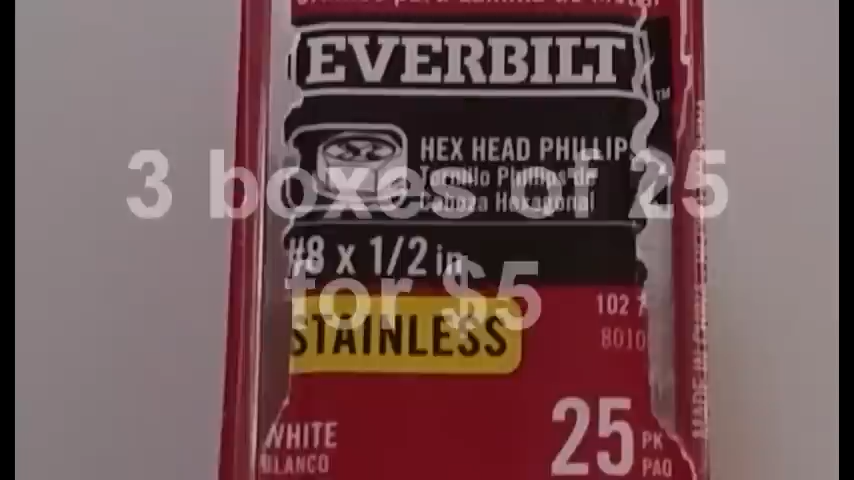 EVERBILT
TM
HEX HEAD PHILLIPS
Tornillo Phillips de
Cabeza Hexagonal
3 boxes of 25
#8 x 1/2 in
for $5
STAINLESS
102
8010
WHITE
BLANCO
25
PK
PAQ
MADE IN